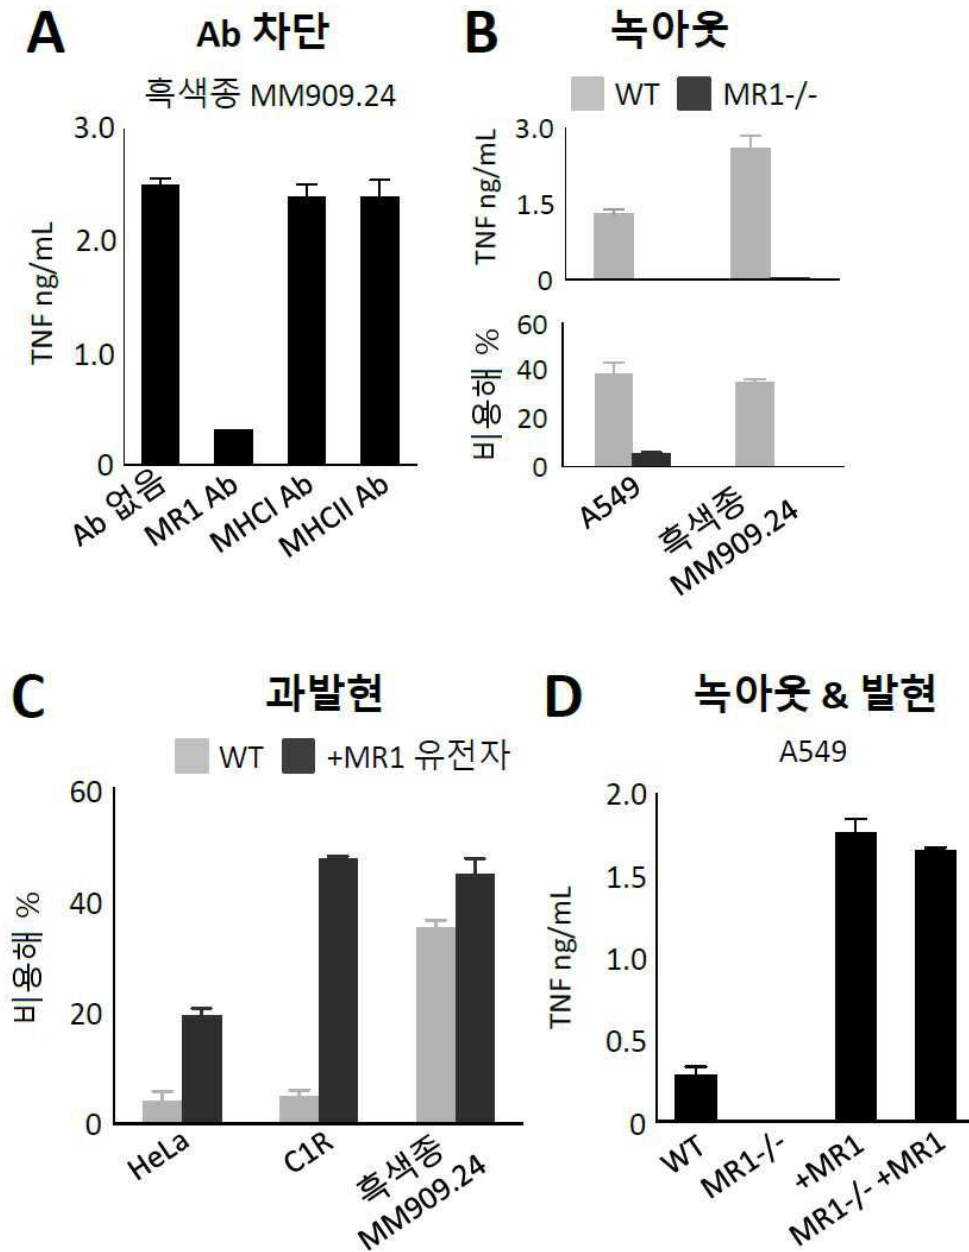 A
Ab 차단
흑색종 MM909.24
TNF ng/mL
3.0
2.0
1.0
0
Ab 없음
MR1 Ab
MHCI Ab
MHCII Ab
B
녹아웃
WT
MR1-/-
TNF ng/mL
3.0
1.5
0
비용해 %
60
40
20
0
A549
흑색종
MM909.24
C
과발현
WT
+MR1 유전자
비용해 %
60
40
20
0
HeLa
C1R
흑색종
MM909.24
D
녹아웃 & 발현
A549
TNF ng/mL
2.0
1.5
1.0
0.5
0
WT
MR1-/-
+MR1
MR1-/- +MR1